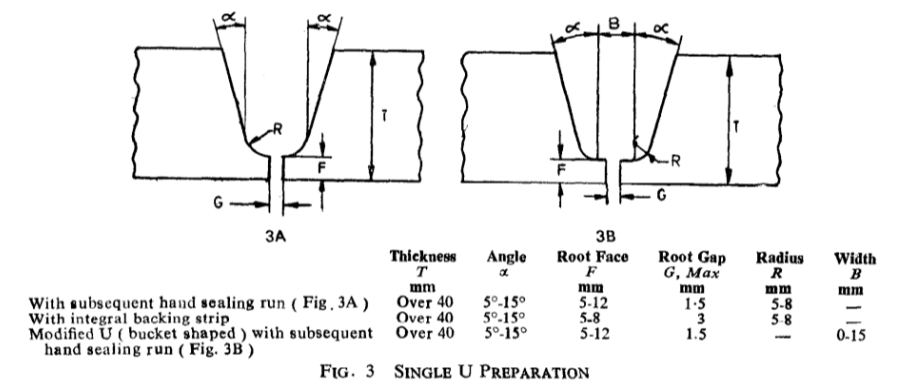 α α α B α
R T R T
F F
G G
3A 3B
Thickness Angle Root Face Root Gap Radius Width
T α F G, Max R B
mm mm mm mm mm
With subsequent hand sealing run ( Fig. 3A ) Over 40 5°-15° 5-12 1·5 5-8 —
With integral backing strip Over 40 5°-15° 5-8 3 5-8 —
Modified U ( bucket shaped ) with subsequent Over 40 5°-15° 5-12 1.5 — 0-15
hand sealing run ( Fig. 3B )
FIG. 3 SINGLE U PREPARATION